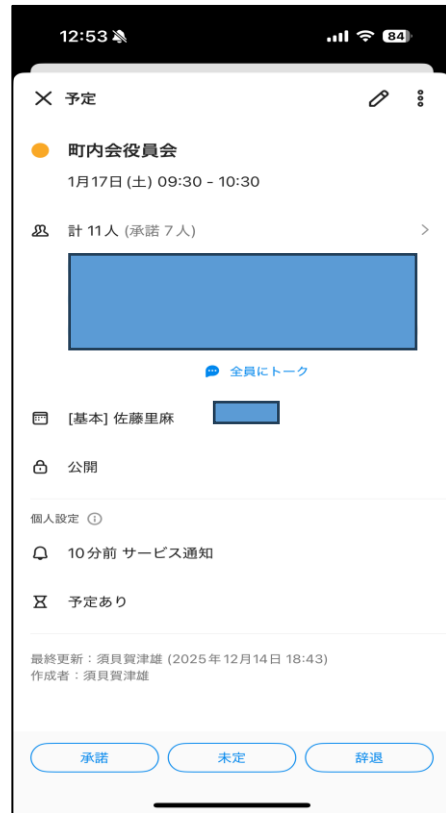 12:53
84
予定
町内会役員会
1月17日(土) 09:30 - 10:30
計 11人 (承諾 7人)
全員にトーク
[基本] 佐藤里麻
公開
個人設定
10分前 サービス通知
予定あり
最終更新：須貝賀津雄 (2025年12月14日 18:43)
作成者：須貝賀津雄
承諾
未定
辞退